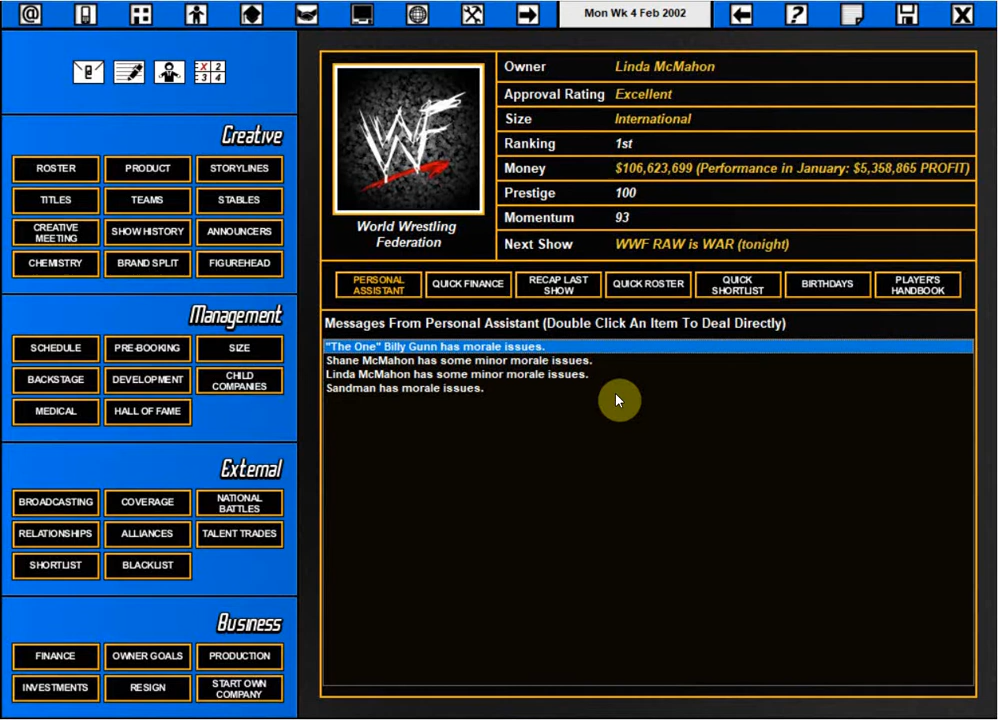 Mon Wk 4 Feb 2002
@
X 2
3 4
Creative
ROSTER
PRODUCT
STORYLINES
TITLES
TEAMS
STABLES
CREATIVE
MEETING
SHOW HISTORY
ANNOUNCERS
CHEMISTRY
BRAND SPLIT
FIGUREHEAD
Management
SCHEDULE
PRE-BOOKING
SIZE
BACKSTAGE
DEVELOPMENT
CHILD
COMPANIES
MEDICAL
HALL OF FAME
External
BROADCASTING
COVERAGE
NATIONAL
BATTLES
RELATIONSHIPS
ALLIANCES
TALENT TRADES
SHORTLIST
BLACKLIST
Business
FINANCE
OWNER GOALS
PRODUCTION
INVESTMENTS
RESIGN
START OWN
COMPANY
WF
World Wrestling
Federation
Owner Linda McMahon
Approval Rating Excellent
Size International
Ranking 1st
Money $106,623,699 (Performance in January: $5,358,865 PROFIT)
Prestige 100
Momentum 93
Next Show WWF RAW is WAR (tonight)
PERSONAL
ASSISTANT
QUICK FINANCE
RECAP LAST
SHOW
QUICK ROSTER
QUICK
SHORTLIST
BIRTHDAYS
PLAYER'S
HANDBOOK
Messages From Personal Assistant (Double Click An Item To Deal Directly)
"The One" Billy Gunn has morale issues.
Shane McMahon has some minor morale issues.
Linda McMahon has some minor morale issues.
Sandman has morale issues.